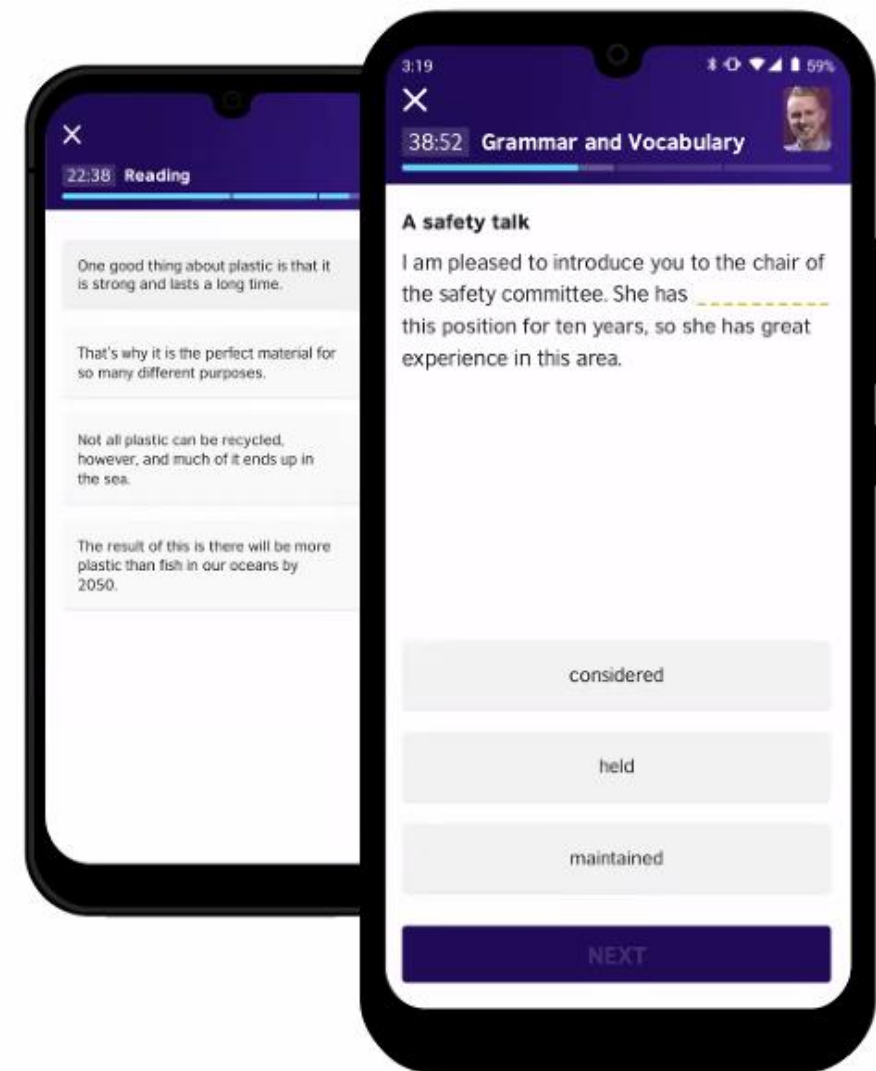 22:38 Reading
One good thing about plastic is that it
is strong and lasts a long time.
That's why it is the perfect material for
so many different purposes.
Not all plastic can be recycled,
however, and much of it ends up in
the sea.
The result of this is there will be more
plastic than fish in our oceans by
2050.
3:19 59%
38:52 Grammar and Vocabulary
A safety talk
I am pleased to introduce you to the chair of
the safety committee. She has
this position for ten years, so she has great
experience in this area.
considered
held
maintained
NEXT